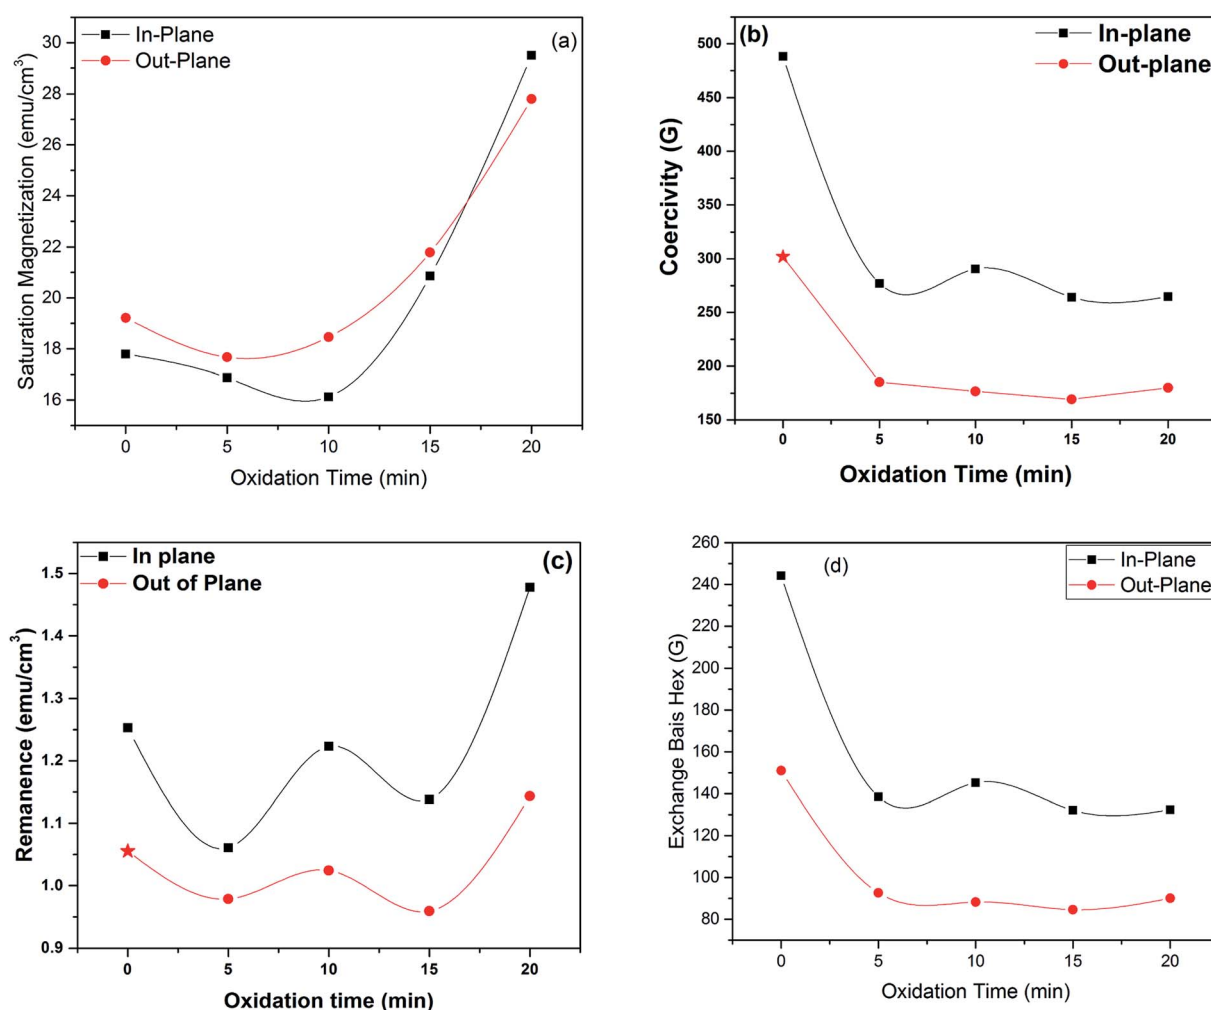 In-Plane
Out-Plane
(a)
Saturation Magnetization (emu/cm³)
30
28
26
24
22
20
18
16
0 5 10 15 20
Oxidation Time (min)
(b)
In-plane
Out-plane
Coercivity (G)
500
450
400
350
300
250
200
150
0 5 10 15 20
Oxidation Time (min)
In plane
Out of Plane
(c)
Remanence (emu/cm³)
1.5
1.4
1.3
1.2
1.1
1.0
0.9
0 5 10 15 20
Oxidation time (min)
(d)
In-Plane
Out-Plane
Exchange Bais Hex (G)
260
240
220
200
180
160
140
120
100
80
0 5 10 15 20
Oxidation Time (min)